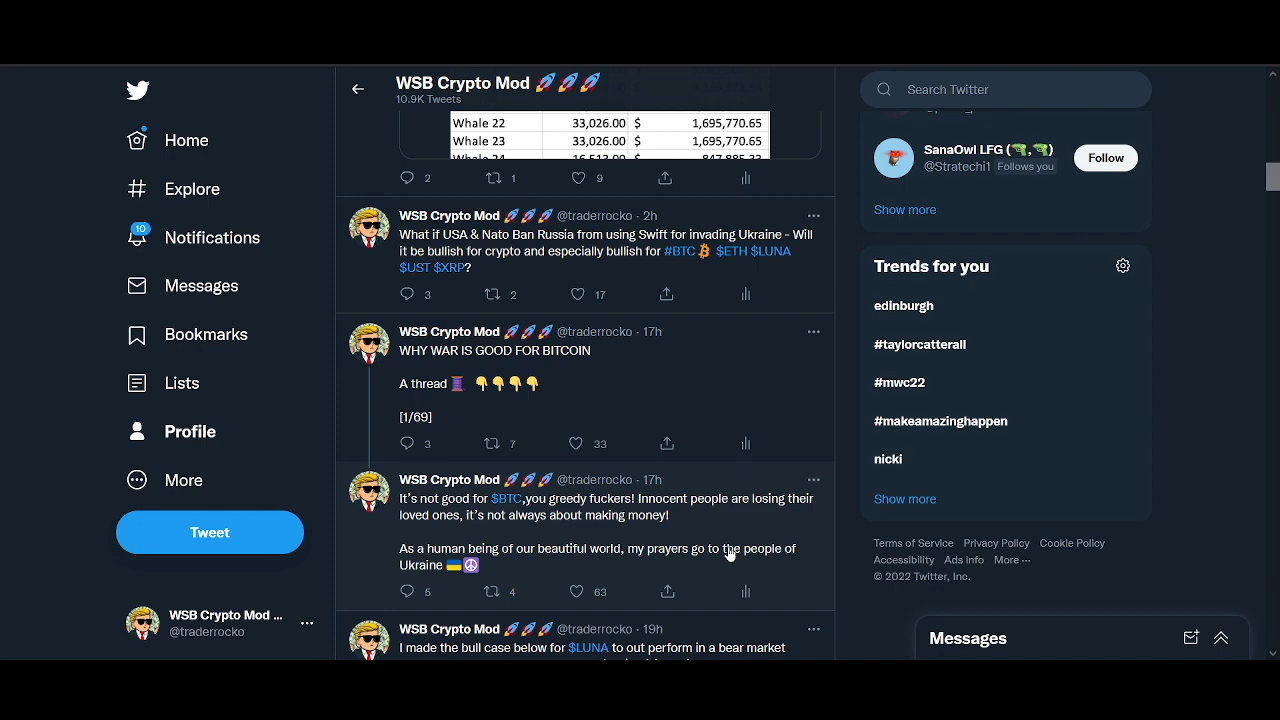 WSB Crypto Mod 🚀🚀🚀
10.9K Tweets
Search Twitter
Home
Explore
10
Notifications
Messages
Bookmarks
Lists
Profile
More
Tweet
WSB Crypto Mod ...
@traderrocko
Whale 22 33,026.00 $ 1,695,770.65
Whale 23 33,026.00 $ 1,695,770.65
Whale 24 16,513.00 $ 847,885.33
2 1 9
WSB Crypto Mod 🚀🚀🚀 @traderrocko · 2h
What if USA & Nato Ban Russia from using Swift for invading Ukraine - Will
it be bullish for crypto and especially bullish for #BTC $ETH $LUNA
$UST $XRP?
3 2 17
WSB Crypto Mod 🚀🚀🚀 @traderrocko · 17h
WHY WAR IS GOOD FOR BITCOIN
A thread 🧵 👇👇👇👇
[1/69]
3 7 33
WSB Crypto Mod 🚀🚀🚀 @traderrocko · 17h
It’s not good for $BTC,you greedy fuckers! Innocent people are losing their
loved ones, it’s not always about making money!
As a human being of our beautiful world, my prayers go to the people of
Ukraine 🇺🇦☮️
5 4 63
WSB Crypto Mod 🚀🚀🚀 @traderrocko · 19h
I made the bull case below for $LUNA to out perform in a bear market
SanaOwl LFG (🔫,🔫)
@Stratechi1 Follows you
Follow
Show more
Trends for you
edinburgh
#taylorcatterall
#mwc22
#makeamazinghappen
nicki
Show more
Terms of Service Privacy Policy Cookie Policy
Accessibility Ads info More ···
© 2022 Twitter, Inc.
Messages